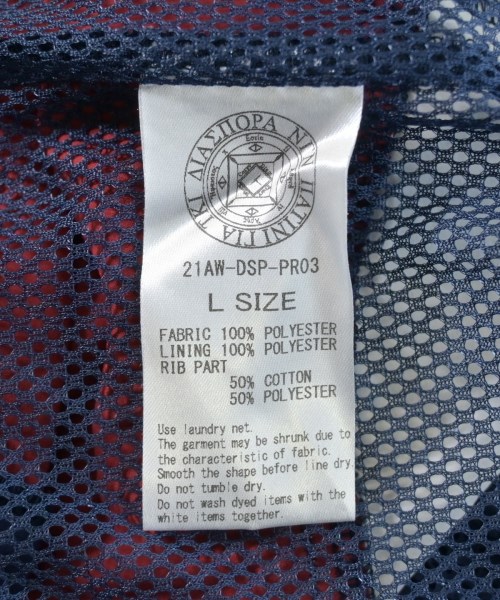 ΔΙΑΣΠΟΡΑ
21AW-DSP-PR03
L SIZE
FABRIC 100% POLYESTER
LINING 100% POLYESTER
RIB PART
50% COTTON
50% POLYESTER
Use laundry net.
The garment may be shrunk due to
the characteristic of fabric.
Smooth the shape before line dry.
Do not tumble dry.
Do not wash dyed items with the
white items together...